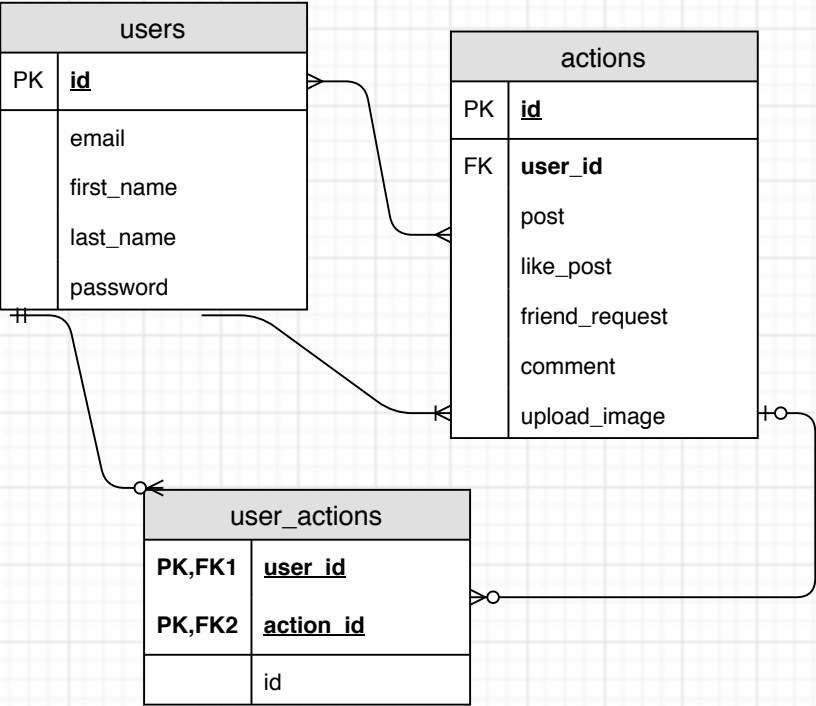 users
PK id
email
first_name
last_name
password
actions
PK id
FK user_id
post
like_post
friend_request
comment
upload_image
user_actions
PK,FK1 user_id
PK,FK2 action_id
id